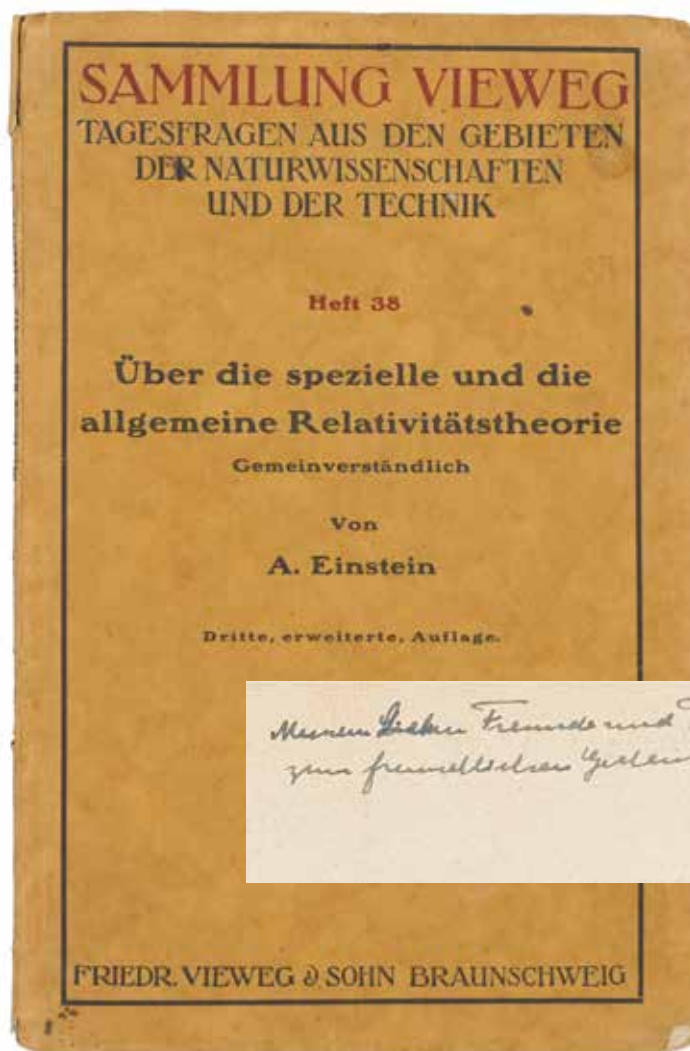 SAMMLUNG VIEWEG
TAGESFRAGEN AUS DEN GEBIETEN
DER NATURWISSENSCHAFTEN
UND DER TECHNIK
Heft 38
Über die spezielle und die
allgemeine Relativitätstheorie
Gemeinverständlich
Von
A. Einstein
Dritte, erweiterte, Auflage.
Meinem lieben Freunde und
zum freundlichen
FRIEDR. VIEWEG & SOHN BRAUNSCHWEIG